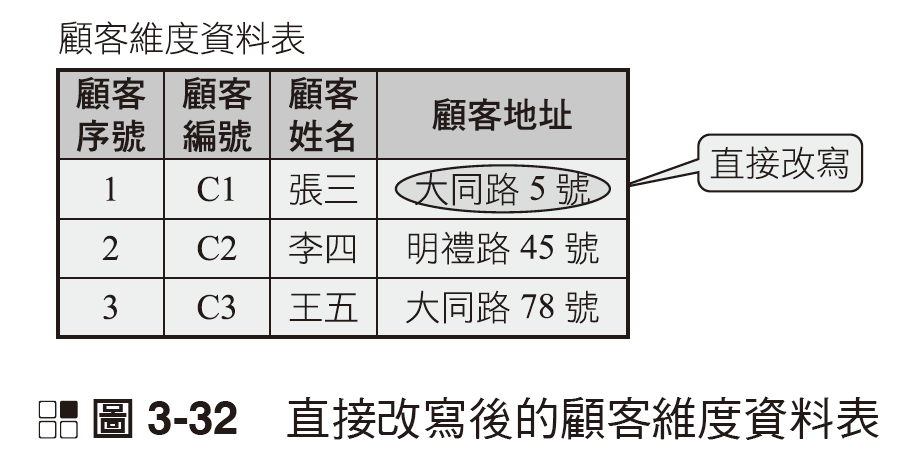 顧客維度資料表
顧客序號 顧客編號 顧客姓名 顧客地址
1 C1 張三 大同路 5 號
直接改寫
2 C2 李四 明禮路 45 號
3 C3 王五 大同路 78 號
圖 3-32 直接改寫後的顧客維度資料表